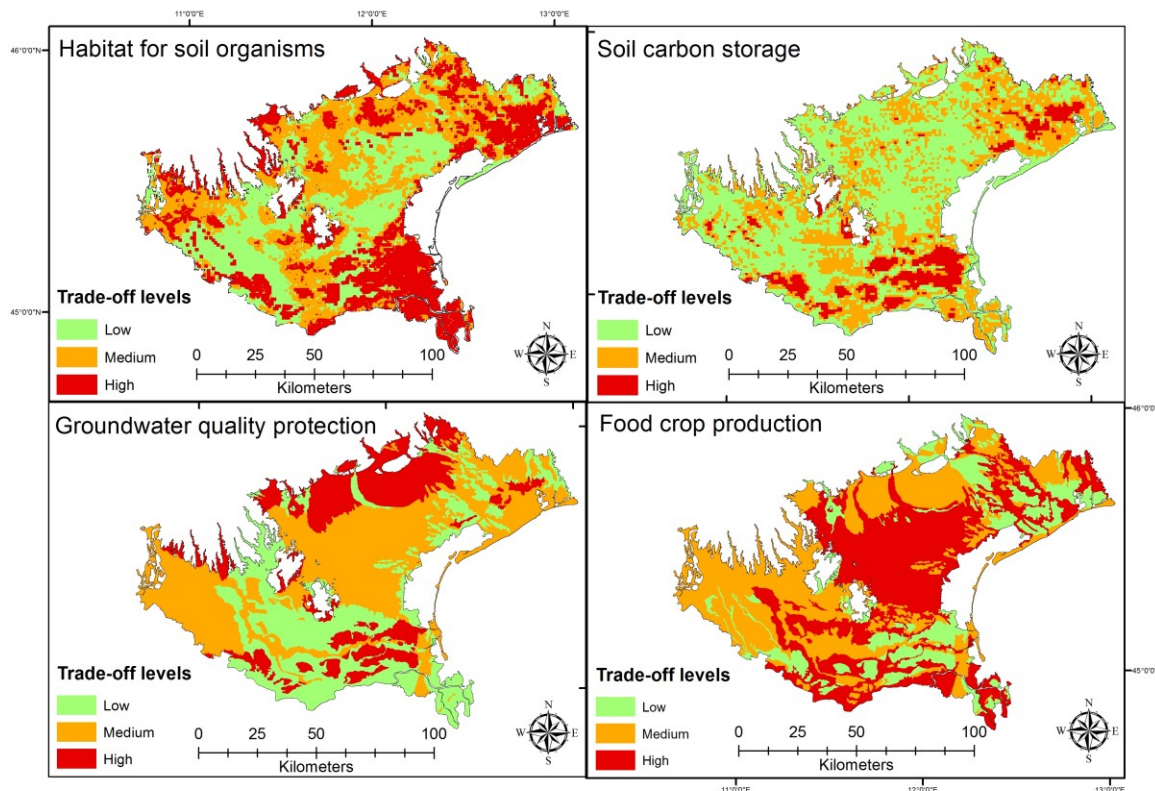 11°0'0"E 12°0'0"E 13°0'0"E
46°0'0"N
45°0'0"N
Habitat for soil organisms
Trade-off levels
Low
Medium
High
0 25 50 100
Kilometers
N
W E
S
Soil carbon storage
Trade-off levels
Low
Medium
High
0 25 50 100
Kilometers
N
W E
S
Groundwater quality protection
Trade-off levels
Low
Medium
High
0 25 50 100
Kilometers
N
W E
S
Food crop production
46°0'0"N
45°0'0"N
Trade-off levels
Low
Medium
High
0 25 50 100
Kilometers
N
W E
S
11°0'0"E 12°0'0"E 13°0'0"E